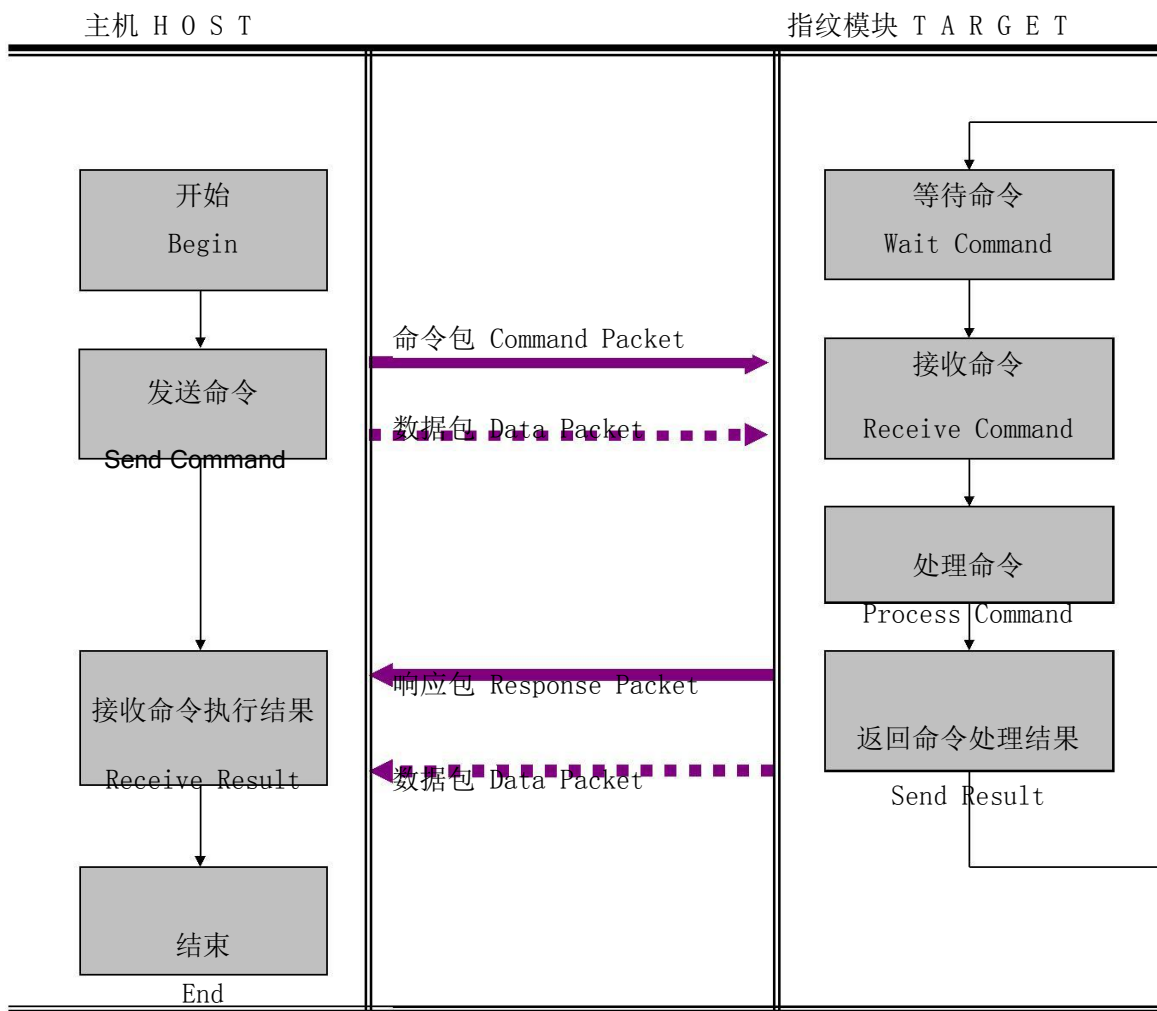 主机 H O S T
指纹模块 T A R G E T
开始
Begin
等待命令
Wait Command
命令包 Command Packet
发送命令
Send Command
接收命令
Receive Command
数据包 Data Packet
处理命令
Process Command
响应包 Response Packet
接收命令执行结果
Receive Result
返回命令处理结果
Send Result
数据包 Data Packet
结束
End